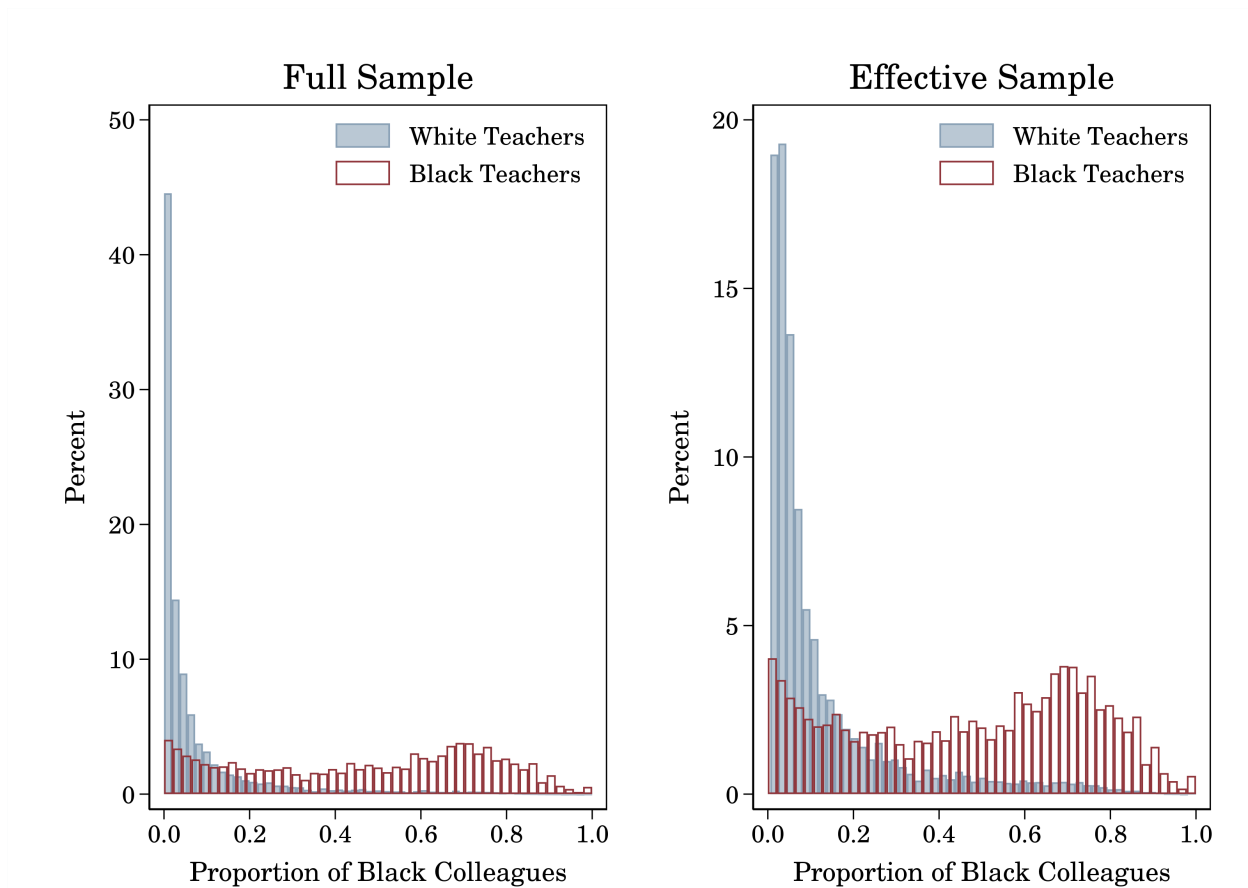 Full Sample
50
40
30
20
10
0
Percent
White Teachers
Black Teachers
0.0 0.2 0.4 0.6 0.8 1.0
Proportion of Black Colleagues
Effective Sample
20
15
10
5
0
Percent
White Teachers
Black Teachers
0.0 0.2 0.4 0.6 0.8 1.0
Proportion of Black Colleagues